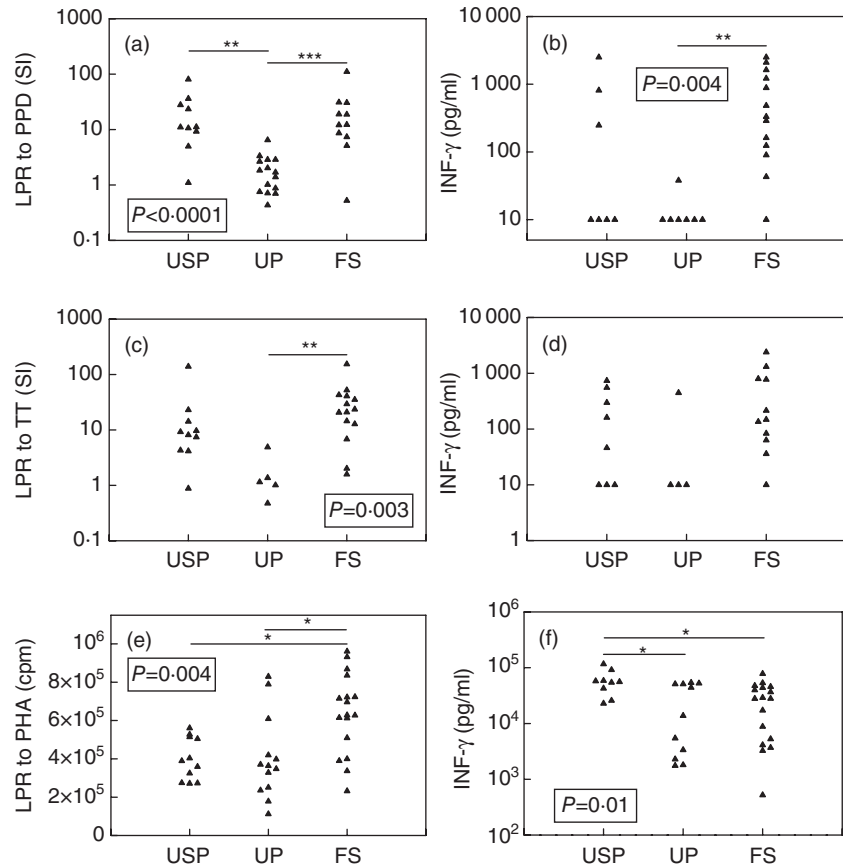 (a)
LPR to PPD (SI)
1000
100
10
1
0·1
**
***
P<0·0001
USP UP FS
(b)
INF-γ (pg/ml)
10 000
1 000
100
10
**
P=0·004
USP UP FS
(c)
LPR to TT (SI)
1000
100
10
1
0·1
**
P=0·003
USP UP FS
(d)
INF-γ (pg/ml)
10 000
1 000
100
10
1
USP UP FS
(e)
LPR to PHA (cpm)
10⁶
8×10⁵
6×10⁵
4×10⁵
2×10⁵
0
*
*
P=0·004
USP UP FS
(f)
INF-γ (pg/ml)
10⁶
10⁵
10⁴
10³
10²
*
*
P=0·01
USP UP FS